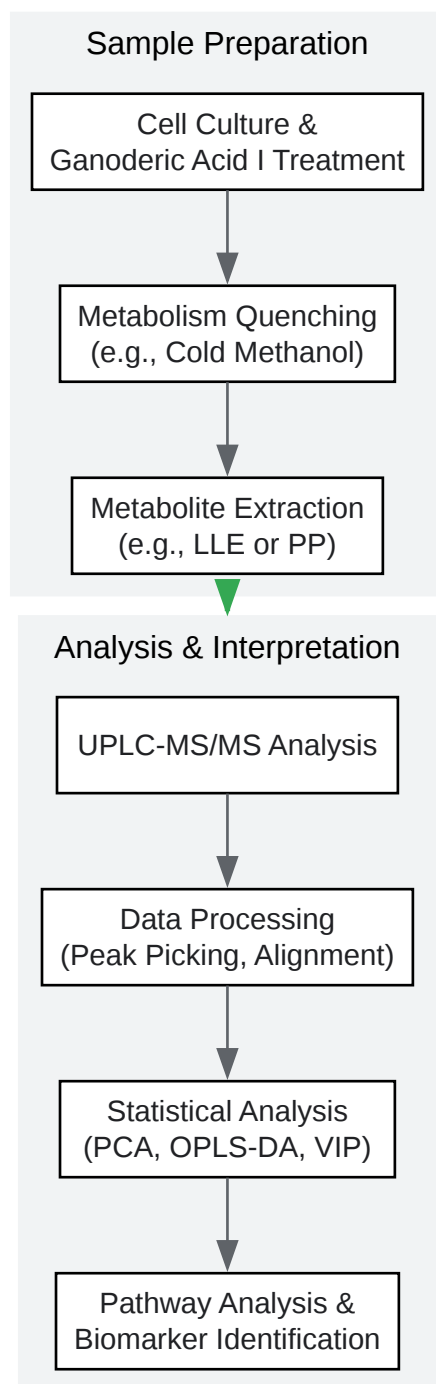 Sample Preparation
Cell Culture &
Ganoderic Acid I Treatment
Metabolism Quenching
(e.g., Cold Methanol)
Metabolite Extraction
(e.g., LLE or PP)
Analysis & Interpretation
UPLC-MS/MS Analysis
Data Processing
(Peak Picking, Alignment)
Statistical Analysis
(PCA, OPLS-DA, VIP)
Pathway Analysis &
Biomarker Identification